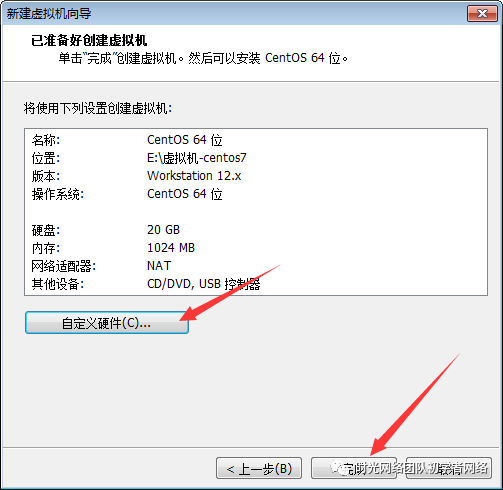 新建虚拟机向导
已准备好创建虚拟机
单击“完成”创建虚拟机。然后可以安装 CentOS 64 位。
将使用下列设置创建虚拟机:
名称: CentOS 64 位
位置: E:\虚拟机-centos7
版本: Workstation 12.x
操作系统: CentOS 64 位
硬盘: 20 GB
内存: 1024 MB
网络适配器: NAT
其他设备: CD/DVD, USB 控制器
自定义硬件(C)...
< 上一步(B) 完成 取消
时光网络团队初学者网络